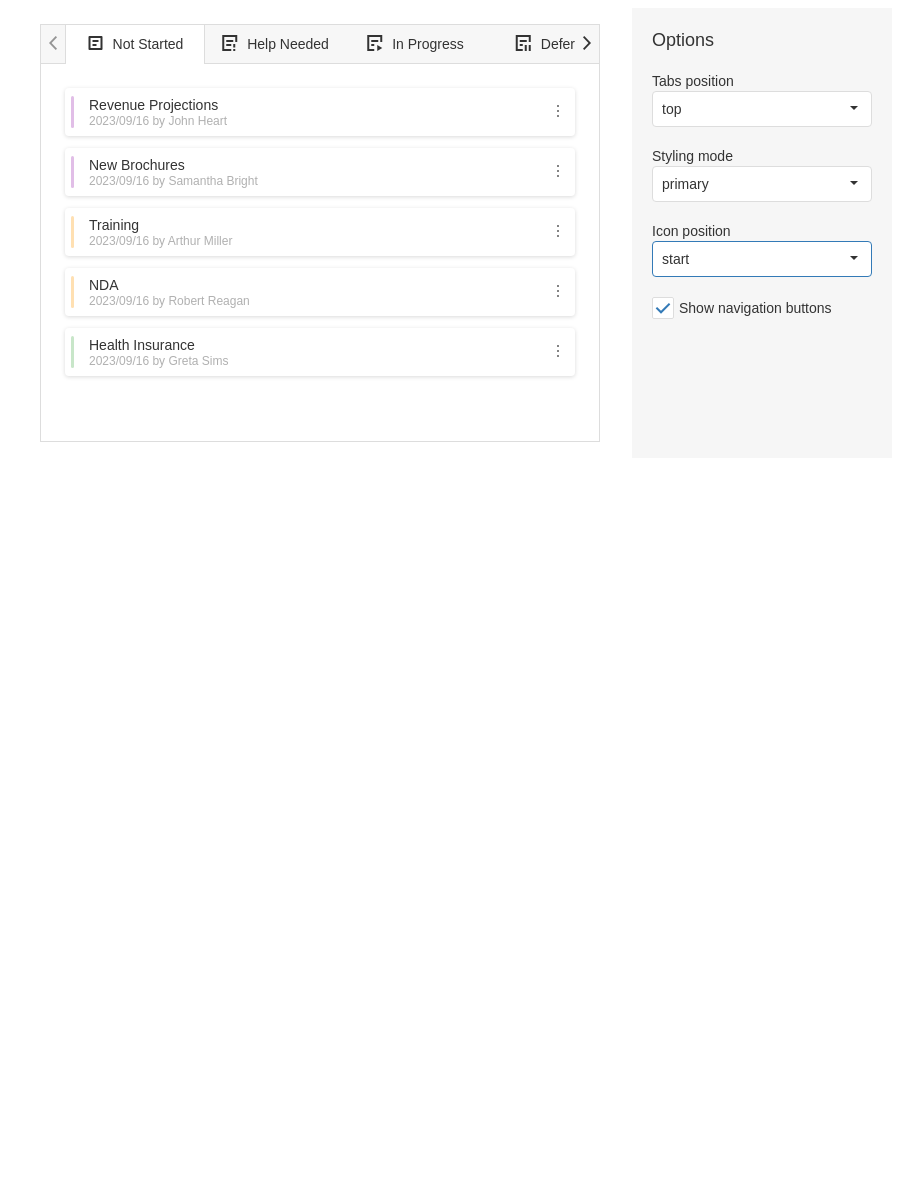 Not Started
Help Needed
In Progress
Defer
Revenue Projections
2023/09/16 by John Heart
New Brochures
2023/09/16 by Samantha Bright
Training
2023/09/16 by Arthur Miller
NDA
2023/09/16 by Robert Reagan
Health Insurance
2023/09/16 by Greta Sims
Options
Tabs position
top
Styling mode
primary
Icon position
start
Show navigation buttons